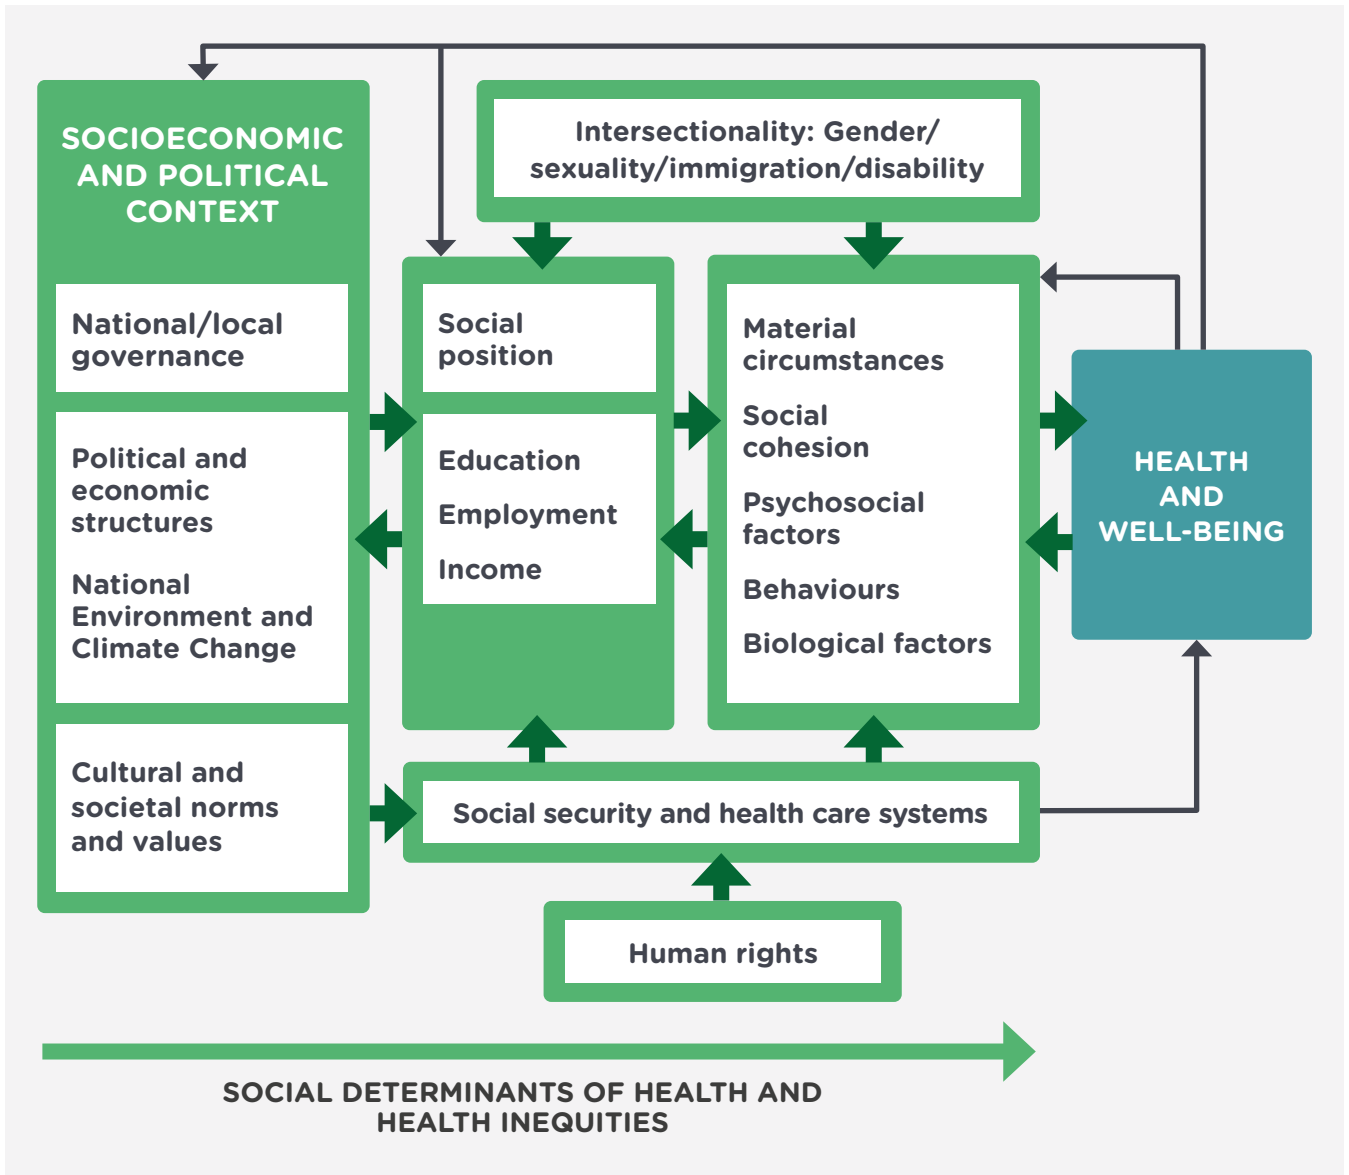 SOCIOECONOMIC
AND POLITICAL
CONTEXT
National/local
governance
Political and
economic
structures
National
Environment and
Climate Change
Cultural and
societal norms
and values
Intersectionality: Gender/
sexuality/immigration/disability
Social
position
Education
Employment
Income
Material
circumstances
Social
cohesion
Psychosocial
factors
Behaviours
Biological factors
HEALTH
AND
WELL-BEING
Social security and health care systems
Human rights
SOCIAL DETERMINANTS OF HEALTH AND
HEALTH INEQUITIES